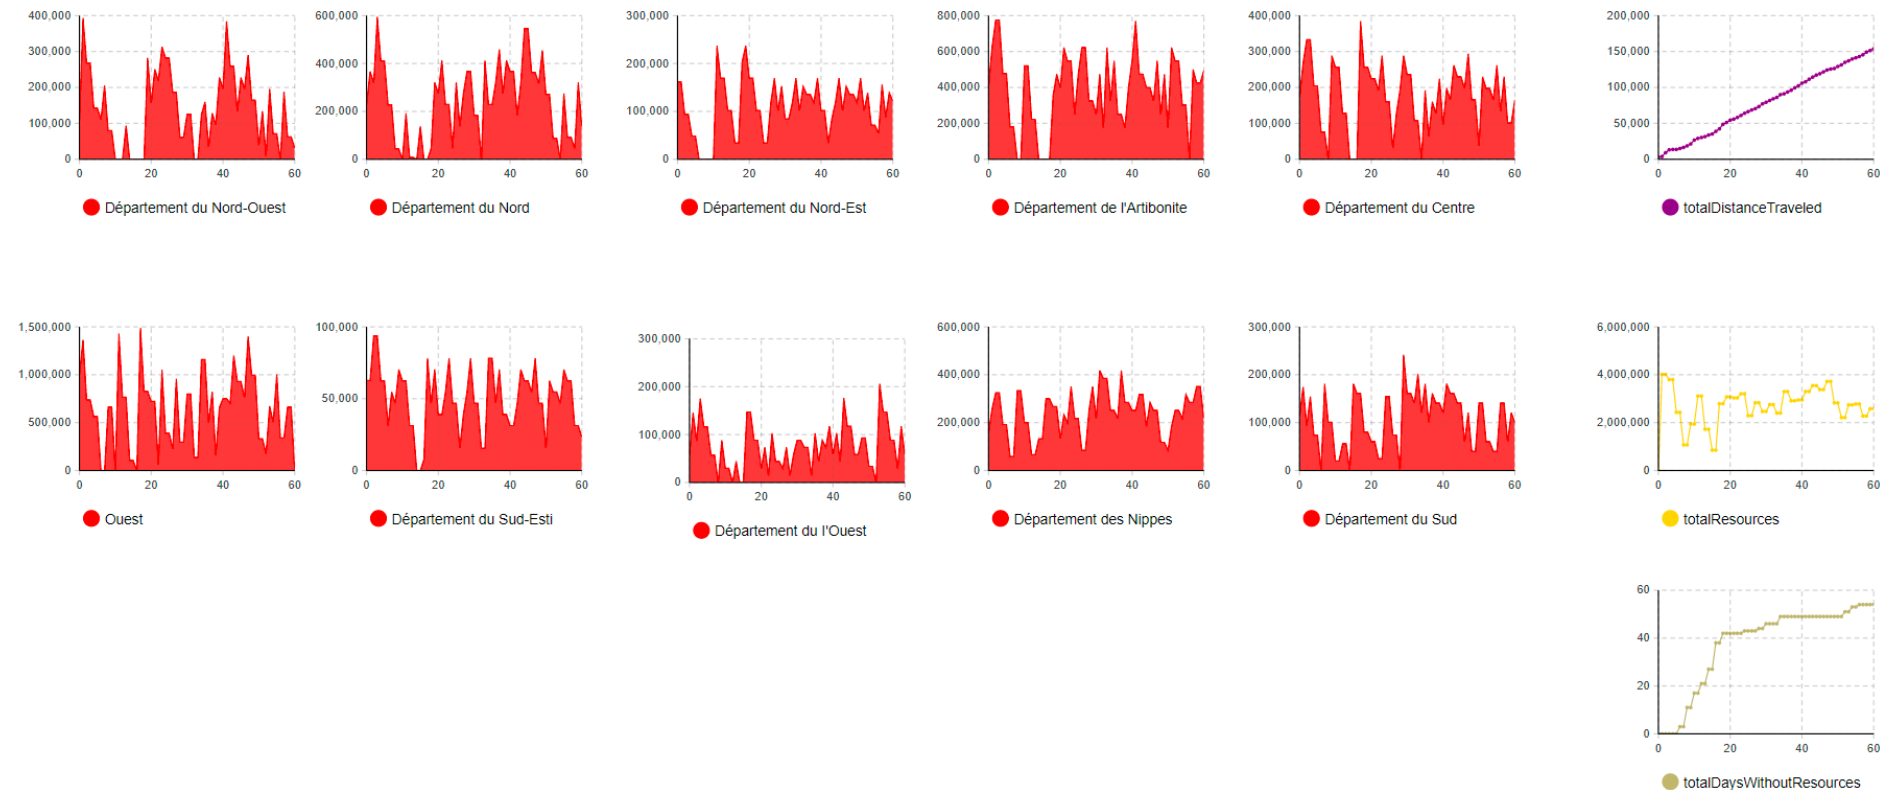 400,000
300,000
200,000
100,000
0
0 20 40 60
Département du Nord-Ouest
600,000
400,000
200,000
0
0 20 40 60
Département du Nord
300,000
200,000
100,000
0
0 20 40 60
Département du Nord-Est
800,000
600,000
400,000
200,000
0
0 20 40 60
Département de l'Artibonite
400,000
300,000
200,000
100,000
0
0 20 40 60
Département du Centre
200,000
150,000
100,000
50,000
0
0 20 40 60
totalDistanceTraveled
1,500,000
1,000,000
500,000
0
0 20 40 60
Ouest
100,000
50,000
0
0 20 40 60
Département du Sud-Esti
300,000
200,000
100,000
0
0 20 40 60
Département du l'Ouest
600,000
400,000
200,000
0
0 20 40 60
Département des Nippes
300,000
200,000
100,000
0
0 20 40 60
Département du Sud
6,000,000
4,000,000
2,000,000
0
0 20 40 60
totalResources
60
40
20
0
0 20 40 60
totalDaysWithoutResources